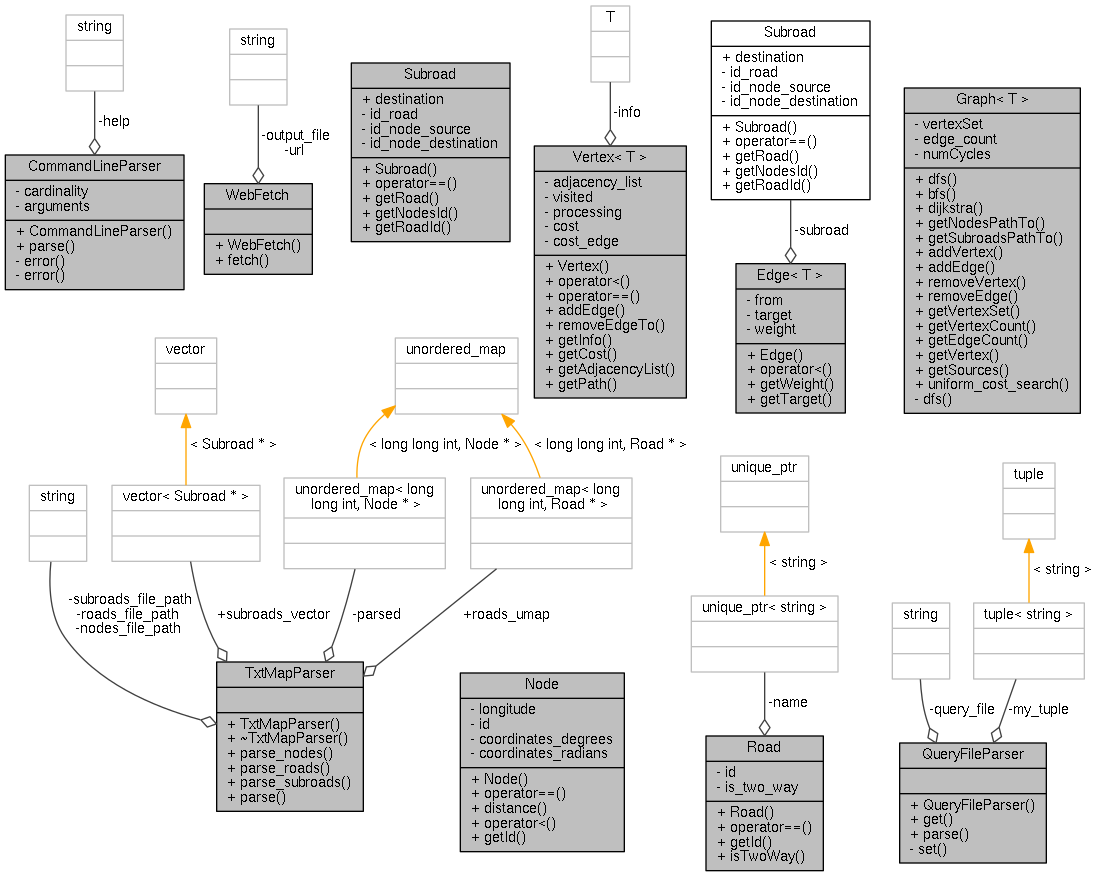 string
-help
CommandLineParser
- cardinality
- arguments
+ CommandLineParser()
+ parse()
- error()
- error()
string
-output_file
-url
WebFetch
+ WebFetch()
+ fetch()
Subroad
+ destination
- id_road
- id_node_source
- id_node_destination
+ Subroad()
+ operator==()
+ getRoad()
+ getNodesId()
+ getRoadId()
T
-info
Vertex< T >
- adjacency_list
- visited
- processing
- cost
- cost_edge
+ Vertex()
+ operator<()
+ operator==()
+ addEdge()
+ removeEdgeTo()
+ getInfo()
+ getCost()
+ getAdjacencyList()
+ getPath()
Subroad
+ destination
- id_road
- id_node_source
- id_node_destination
+ Subroad()
+ operator==()
+ getRoad()
+ getNodesId()
+ getRoadId()
-subroad
Edge< T >
- from
- target
- weight
+ Edge()
+ operator<()
+ getWeight()
+ getTarget()
Graph< T >
- vertexSet
- edge_count
- numCycles
+ dfs()
+ bfs()
+ dijkstra()
+ getNodesPathTo()
+ getSubroadsPathTo()
+ addVertex()
+ addEdge()
+ removeVertex()
+ removeEdge()
+ getVertexSet()
+ getVertexCount()
+ getEdgeCount()
+ getVertex()
+ getSources()
+ uniform_cost_search()
- dfs()
vector
< Subroad * >
unordered_map
< long long int, Node * >
< long long int, Road * >
string
vector< Subroad * >
unordered_map< long
long int, Node * >
unordered_map< long
long int, Road * >
-subroads_file_path
-roads_file_path
-nodes_file_path
+subroads_vector
-parsed
+roads_umap
TxtMapParser
+ TxtMapParser()
+ ~TxtMapParser()
+ parse_nodes()
+ parse_roads()
+ parse_subroads()
+ parse()
Node
- longitude
- id
- coordinates_degrees
- coordinates_radians
+ Node()
+ operator==()
+ distance()
+ operator<()
+ getId()
unique_ptr
< string >
unique_ptr< string >
-name
Road
- id
- is_two_way
+ Road()
+ operator==()
+ getId()
+ isTwoWay()
tuple
< string >
string
tuple< string >
-query_file
-my_tuple
QueryFileParser
+ QueryFileParser()
+ get()
+ parse()
- set()